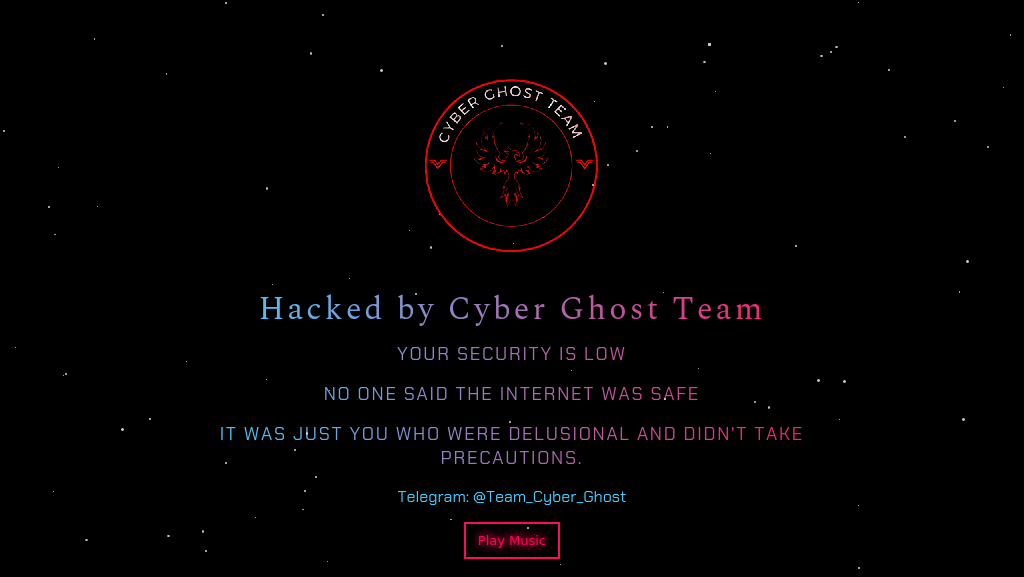 CYBER GHOST TEAM
Hacked by Cyber Ghost Team
YOUR SECURITY IS LOW
NO ONE SAID THE INTERNET WAS SAFE
IT WAS JUST YOU WHO WERE DELUSIONAL AND DIDN'T TAKE
PRECAUTIONS.
Telegram: @Team_Cyber_Ghost
Play Music